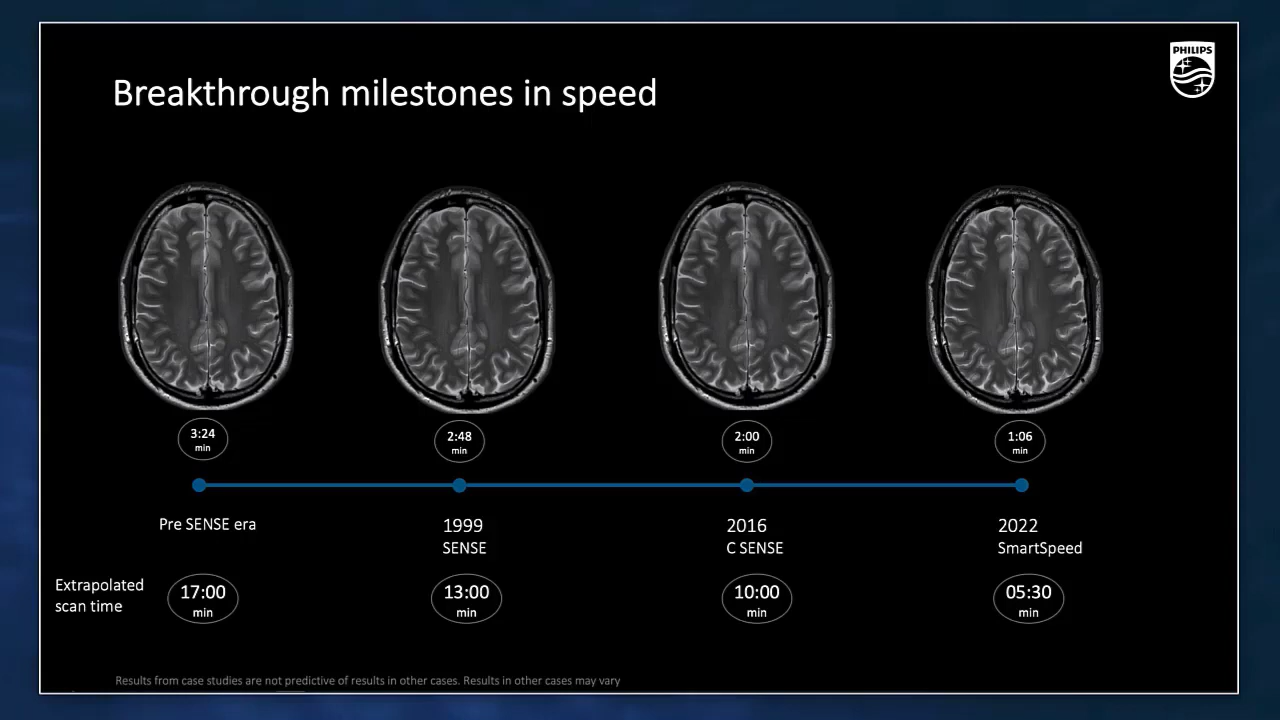 PHILIPS
Breakthrough milestones in speed
3:24
min
2:48
min
2:00
min
1:06
min
Pre SENSE era
1999
SENSE
2016
C SENSE
2022
SmartSpeed
Extrapolated
scan time
17:00
min
13:00
min
10:00
min
05:30
min
Results from case studies are not predictive of results in other cases. Results in other cases may vary